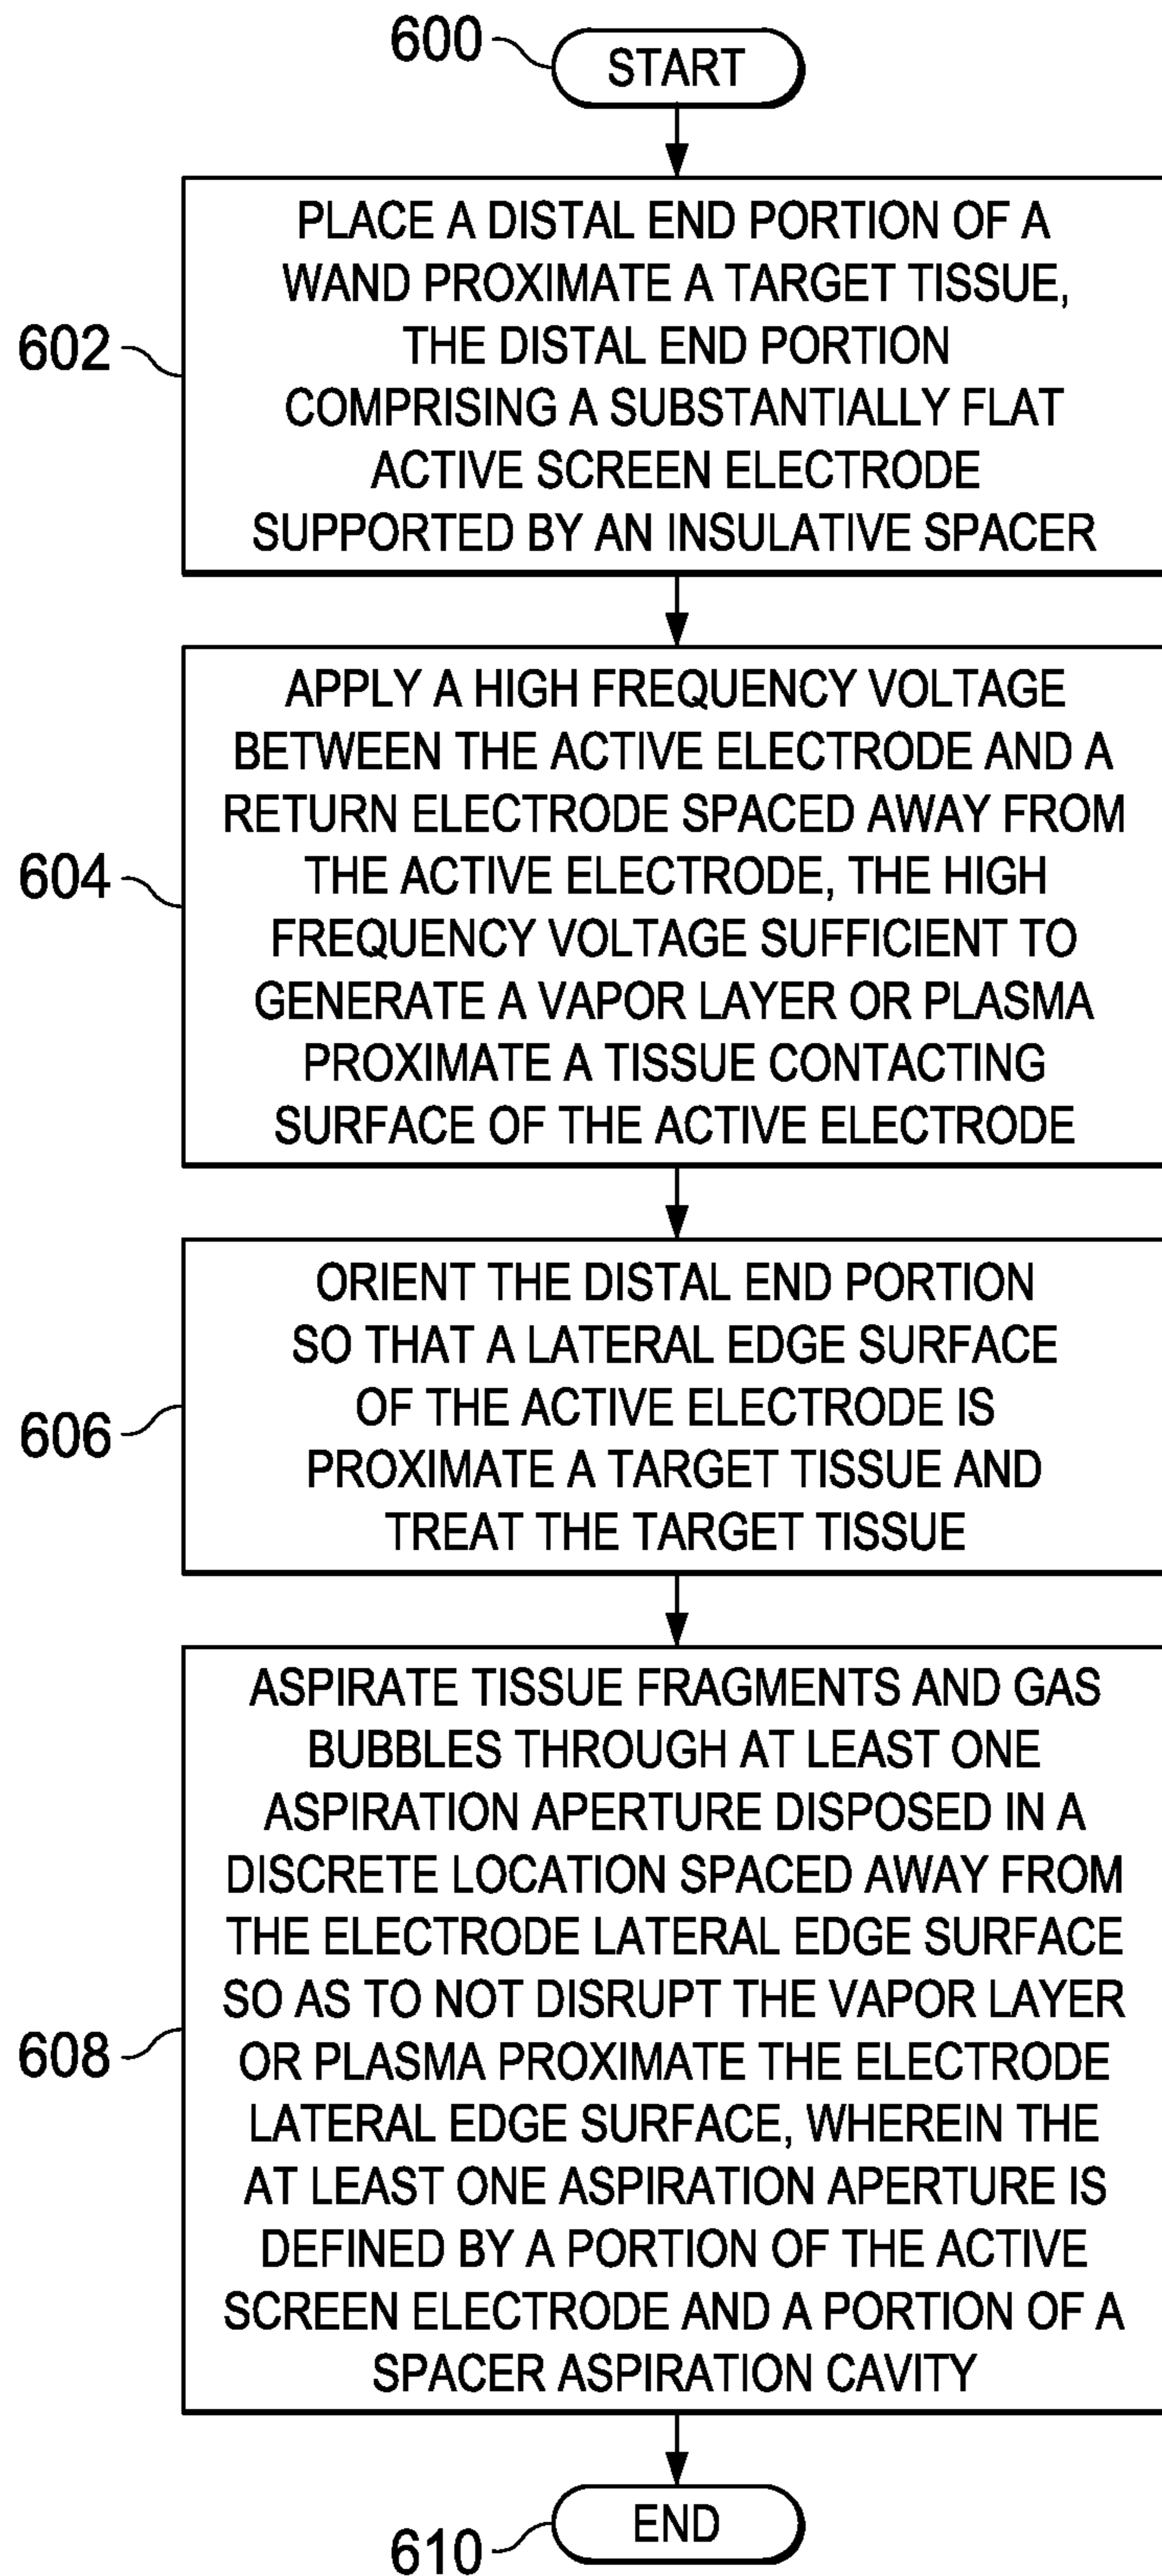 600
START
602
PLACE A DISTAL END PORTION OF A
WAND PROXIMATE A TARGET TISSUE,
THE DISTAL END PORTION
COMPRISING A SUBSTANTIALLY FLAT
ACTIVE SCREEN ELECTRODE
SUPPORTED BY AN INSULATIVE SPACER
604
APPLY A HIGH FREQUENCY VOLTAGE
BETWEEN THE ACTIVE ELECTRODE AND A
RETURN ELECTRODE SPACED AWAY FROM
THE ACTIVE ELECTRODE, THE HIGH
FREQUENCY VOLTAGE SUFFICIENT TO
GENERATE A VAPOR LAYER OR PLASMA
PROXIMATE A TISSUE CONTACTING
SURFACE OF THE ACTIVE ELECTRODE
606
ORIENT THE DISTAL END PORTION
SO THAT A LATERAL EDGE SURFACE
OF THE ACTIVE ELECTRODE IS
PROXIMATE A TARGET TISSUE AND
TREAT THE TARGET TISSUE
608
ASPIRATE TISSUE FRAGMENTS AND GAS
BUBBLES THROUGH AT LEAST ONE
ASPIRATION APERTURE DISPOSED IN A
DISCRETE LOCATION SPACED AWAY FROM
THE ELECTRODE LATERAL EDGE SURFACE
SO AS TO NOT DISRUPT THE VAPOR LAYER
OR PLASMA PROXIMATE THE ELECTRODE
LATERAL EDGE SURFACE, WHEREIN THE
AT LEAST ONE ASPIRATION APERTURE IS
DEFINED BY A PORTION OF THE ACTIVE
SCREEN ELECTRODE AND A PORTION OF A
SPACER ASPIRATION CAVITY
610
END